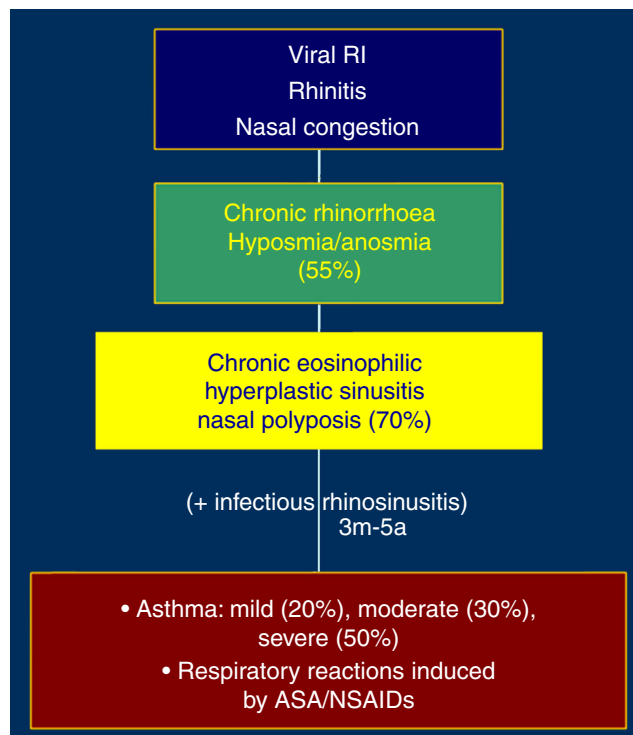 Viral RI
Rhinitis
Nasal congestion
Chronic rhinorrhoea
Hyposmia/anosmia
(55%)
Chronic eosinophilic
hyperplastic sinusitis
nasal polyposis (70%)
(+ infectious rhinosinusitis)
3m-5a
• Asthma: mild (20%), moderate (30%),
severe (50%)
• Respiratory reactions induced
by ASA/NSAIDs